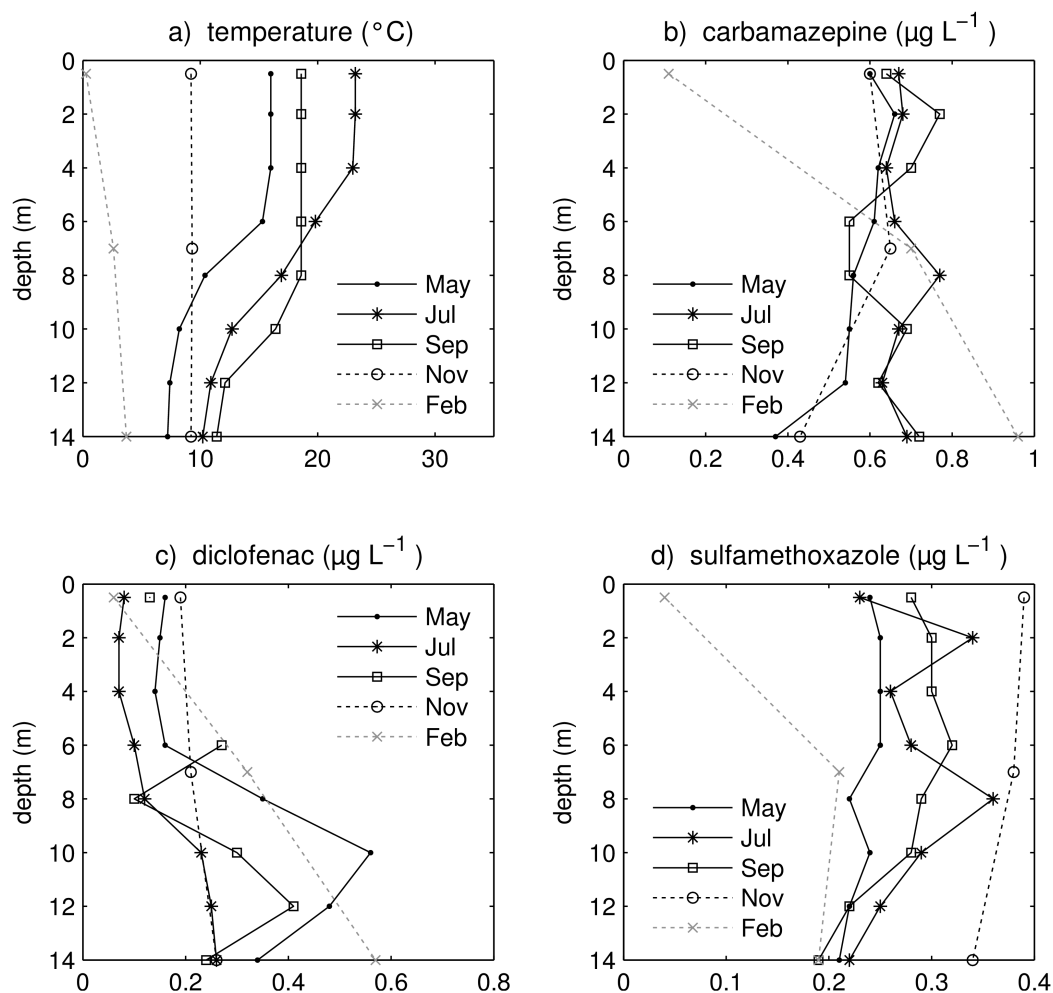 a) temperature (°C)
0
2
4
6
8
10
12
14
depth (m)
May
Jul
Sep
Nov
Feb
0 10 20 30
b) carbamazepine (µg L⁻¹ )
0
2
4
6
8
10
12
14
depth (m)
May
Jul
Sep
Nov
Feb
0 0.2 0.4 0.6 0.8 1
c) diclofenac (µg L⁻¹ )
0
2
4
6
8
10
12
14
depth (m)
May
Jul
Sep
Nov
Feb
0 0.2 0.4 0.6 0.8
d) sulfamethoxazole (µg L⁻¹ )
0
2
4
6
8
10
12
14
depth (m)
May
Jul
Sep
Nov
Feb
0 0.1 0.2 0.3 0.4